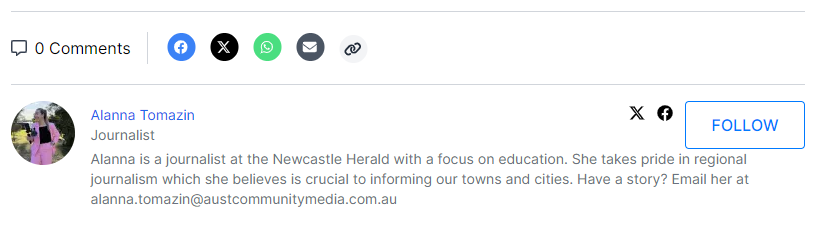 0 Comments
Alanna Tomazin
FOLLOW
Journalist
Alanna is a journalist at the Newcastle Herald with a focus on education. She takes pride in regional
journalism which she believes is crucial to informing our towns and cities. Have a story? Email her at
alanna.tomazin@austcommunitymedia.com.au